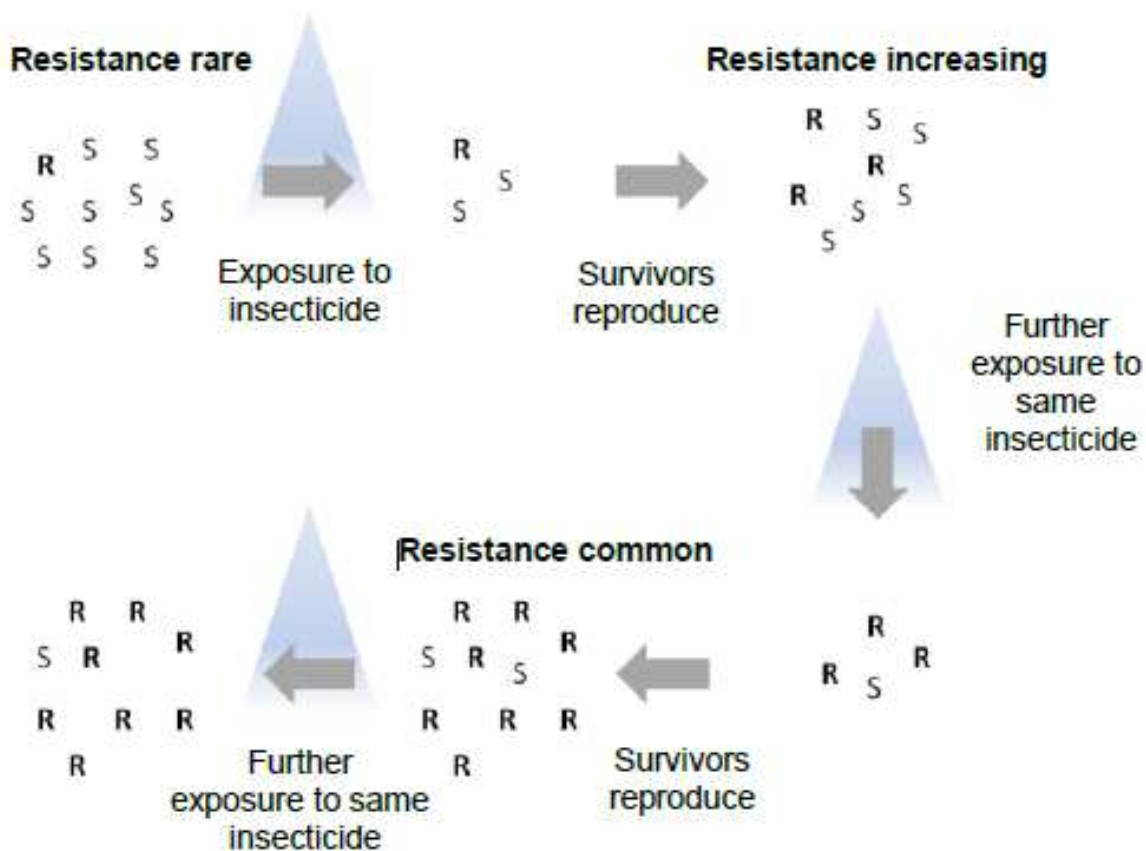 Resistance rare
S S
R
S
S S S
S S S
Exposure to
insecticide
R
S
S
Survivors
reproduce
Resistance increasing
R S S
R
R S
S
S
Further
exposure to
same
insecticide
R
R
R S
Survivors
reproduce
Resistance common
R R
R
S R
S
R R R
R
Further
exposure to same
insecticide
R R
R
S R
R R R
R